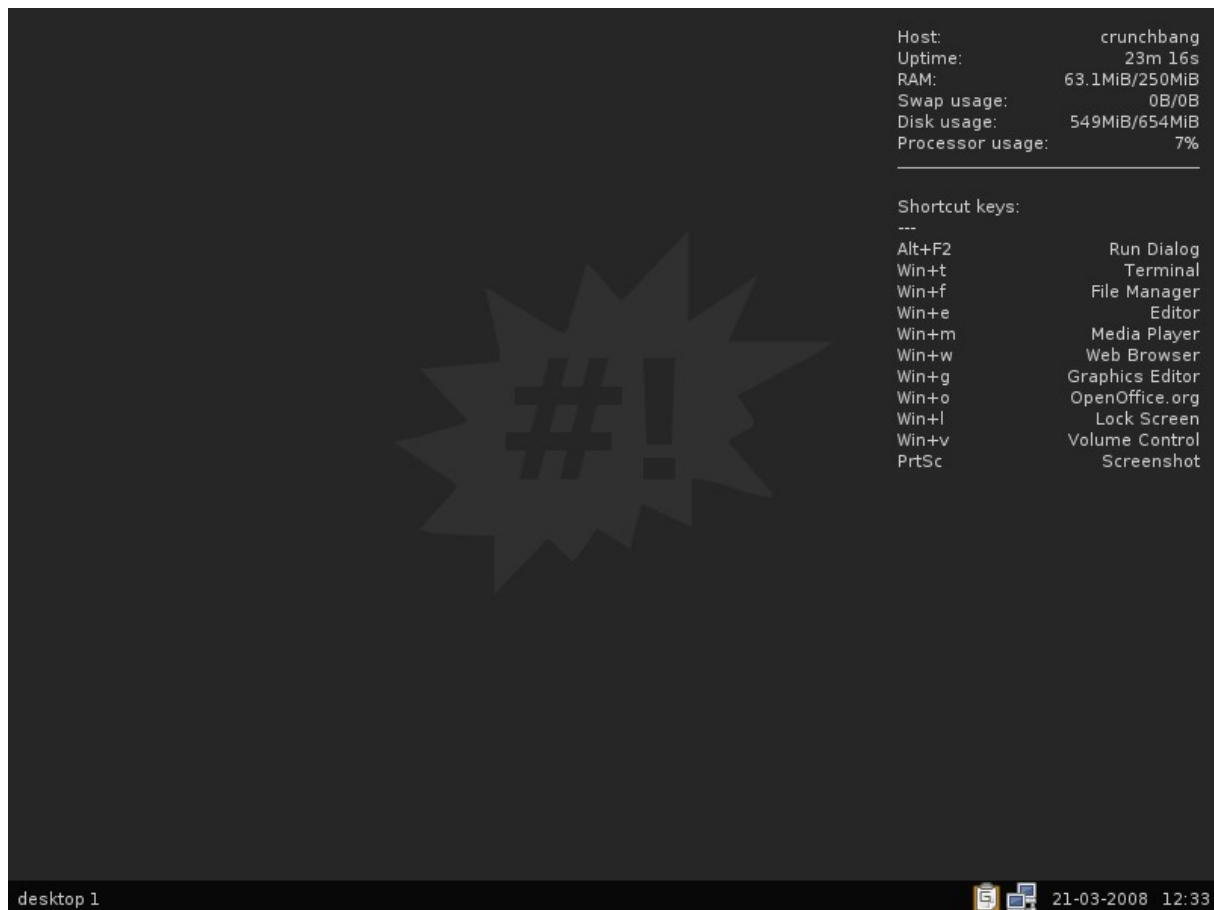 Host: crunchbang
Uptime: 23m 16s
RAM: 63.1MiB/250MiB
Swap usage: 0B/0B
Disk usage: 549MiB/654MiB
Processor usage: 7%
Shortcut keys:
---
Alt+F2 Run Dialog
Win+t Terminal
Win+f File Manager
Win+e Editor
Win+m Media Player
Win+w Web Browser
Win+g Graphics Editor
Win+o OpenOffice.org
Win+l Lock Screen
Win+v Volume Control
PrtSc Screenshot
#!
desktop 1 21-03-2008 12:33